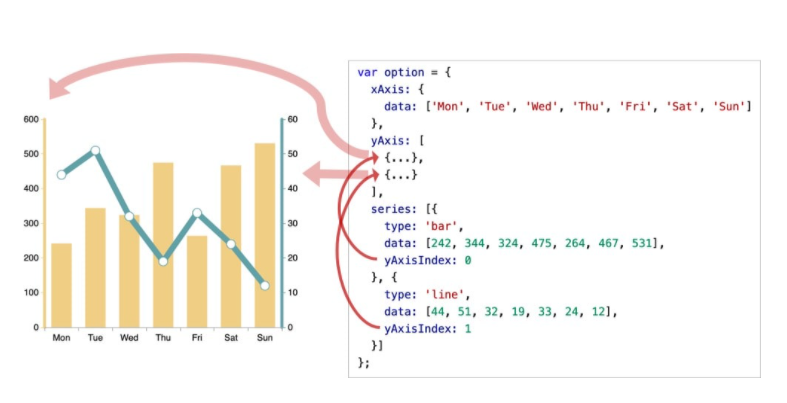 var option = {
xAxis: {
data: ['Mon', 'Tue', 'Wed', 'Thu', 'Fri', 'Sat', 'Sun']
},
yAxis: [
{...},
{...}
],
series: [{
type: 'bar',
data: [242, 344, 324, 475, 264, 467, 531],
yAxisIndex: 0
}, {
type: 'line',
data: [44, 51, 32, 19, 33, 24, 12],
yAxisIndex: 1
}]
};
600 60
500 50
400 40
300 30
200 20
100 10
0 0
Mon Tue Wed Thu Fri Sat Sun